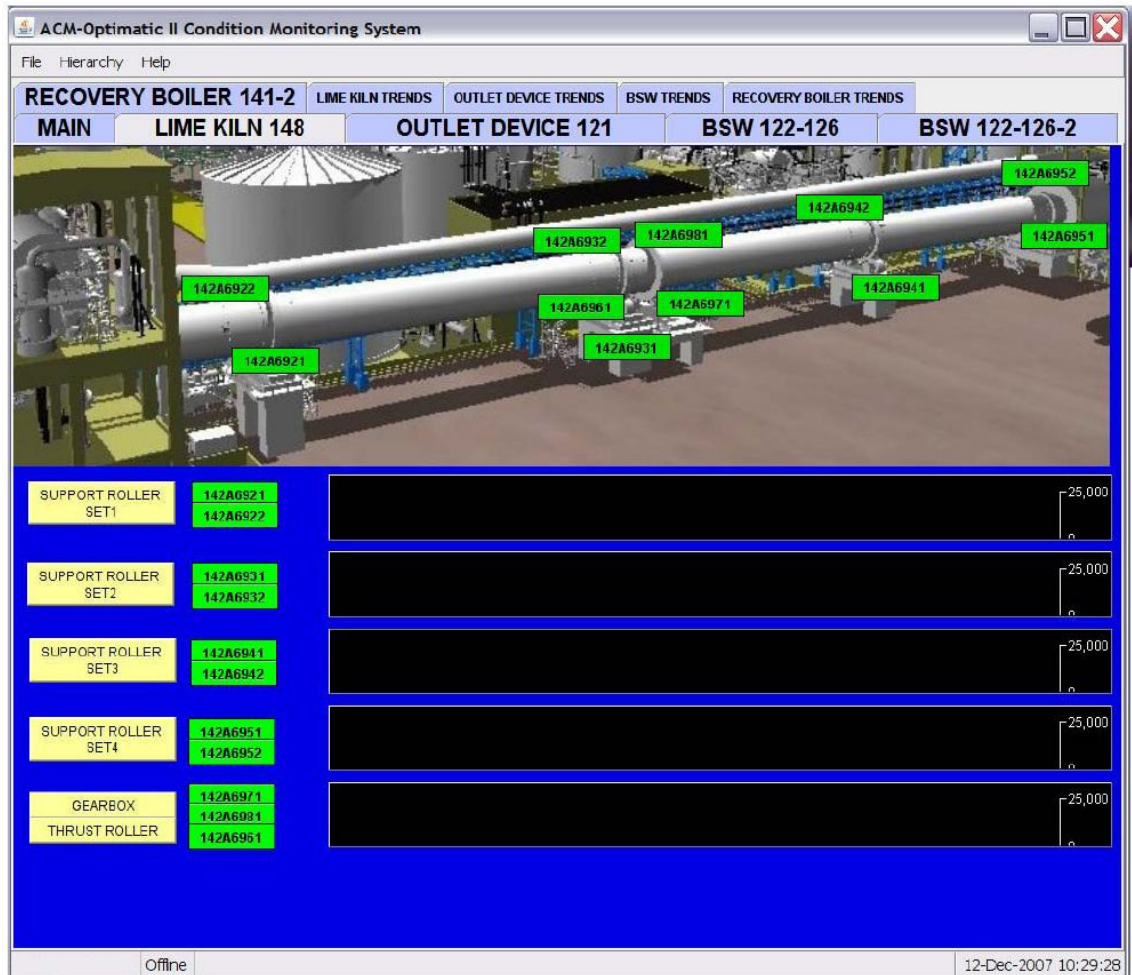 ACM-Optimatic II Condition Monitoring System
File Hierarchy Help
RECOVERY BOILER 141-2 LIME KILN TRENDS OUTLET DEVICE TRENDS BSW TRENDS RECOVERY BOILER TRENDS
MAIN LIME KILN 148 OUTLET DEVICE 121 BSW 122-126 BSW 122-126-2
142A6952
142A6942
142A6932 142A6981 142A6951
142A6922 142A6941
142A6961 142A6971
142A6931
142A6921
SUPPORT ROLLER
SET1
142A6921
142A6922
25,000
0
SUPPORT ROLLER
SET2
142A6931
142A6932
25,000
0
SUPPORT ROLLER
SET3
142A6941
142A6942
25,000
0
SUPPORT ROLLER
SET4
142A6951
142A6952
25,000
0
GEARBOX
THRUST ROLLER
142A6971
142A6981
142A6961
25,000
0
Offline 12-Dec-2007 10:29:28